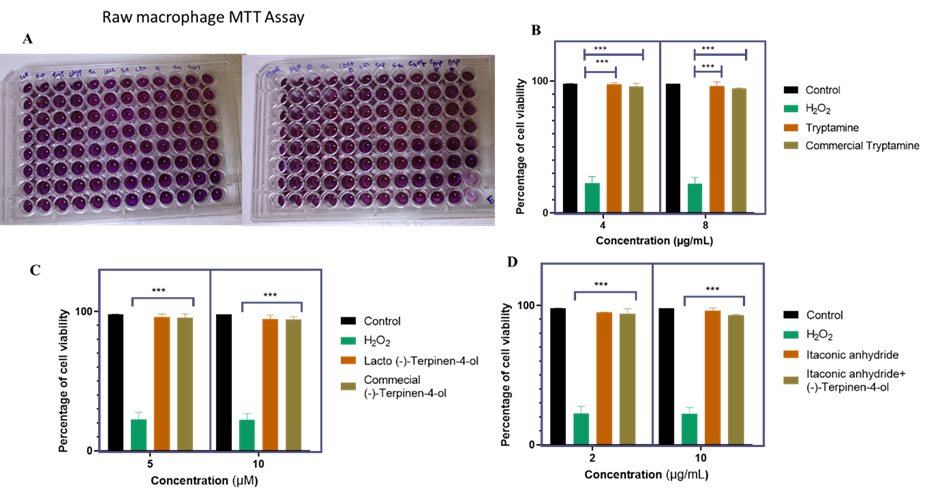 Raw macrophage MTT Assay
A
B
***
***
***
***
100
0
Percentage of cell viability
4
8
Concentration (µg/mL)
Control
H₂O₂
Tryptamine
Commercial Tryptamine
C
***
***
100
0
Percentage of cell viability
5
10
Concentration (µM)
Control
H₂O₂
Lacto (-)-Terpinen-4-ol
Commecial
(-)-Terpinen-4-ol
D
***
***
100
0
Percentage of cell viability
2
10
Concentration (µg/mL)
Control
H₂O₂
Itaconic anhydride
Itaconic anhydride+
(-)-Terpinen-4-ol